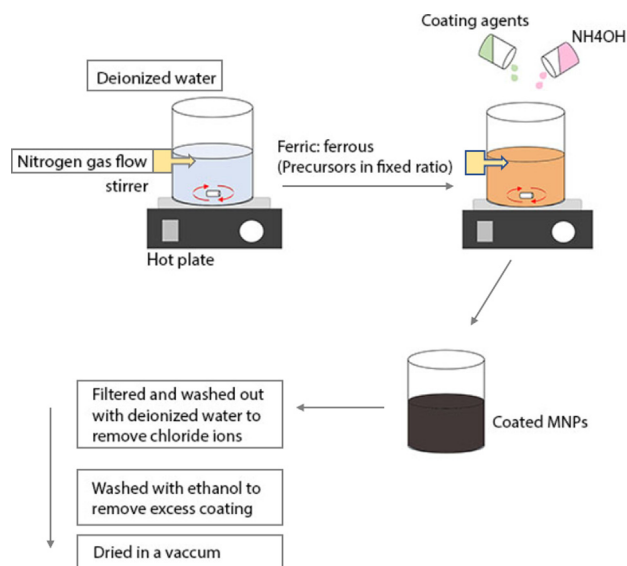 Coating agents
NH4OH
Deionized water
Nitrogen gas flow
stirrer
Ferric: ferrous
(Precursors in fixed ratio)
Hot plate
Coated MNPs
Filtered and washed out
with deionized water to
remove chloride ions
Washed with ethanol to
remove excess coating
Dried in a vaccum